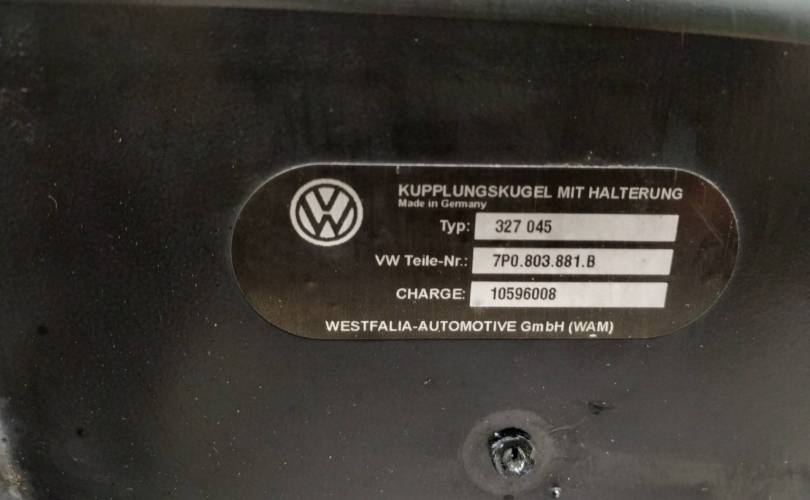 KUPPLUNGSKUGEL MIT HALTERUNG
Made in Germany
Typ: 327 045
VW Teile-Nr.: 7P0.803.881.B
CHARGE: 10596008
WESTFALIA-AUTOMOTIVE GmbH (WAM)